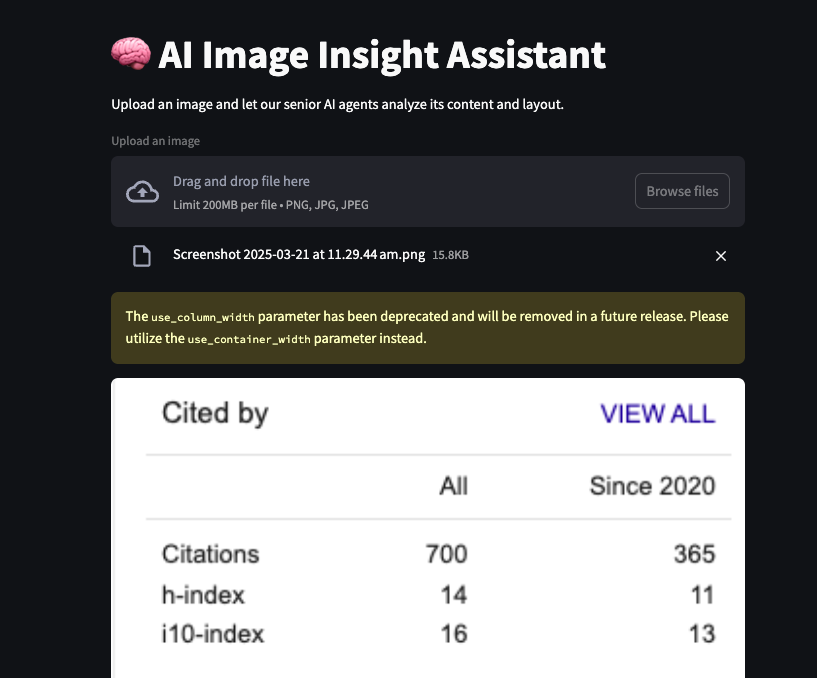 🧠 AI Image Insight Assistant
Upload an image and let our senior AI agents analyze its content and layout.
Upload an image
Drag and drop file here
Limit 200MB per file • PNG, JPG, JPEG
Browse files
Screenshot 2025-03-21 at 11.29.44 am.png 15.8KB
The use_column_width parameter has been deprecated and will be removed in a future release. Please
utilize the use_container_width parameter instead.
Cited by VIEW ALL
All Since 2020
Citations 700 365
h-index 14 11
i10-index 16 13